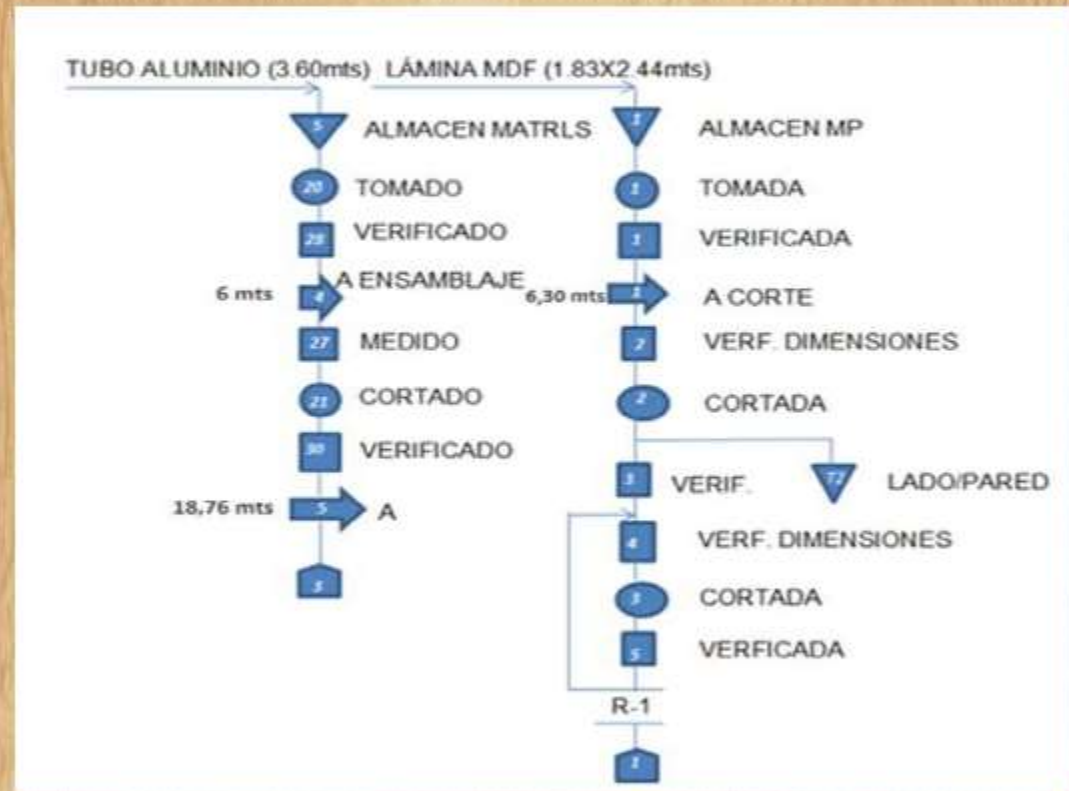 TUBO ALUMINIO (3.60mts) LÁMINA MDF (1.83X2.44mts)
5 ALMACEN MATRLS
20 TOMADO
VERIFICADO
6 mts 4 A ENSAMBLAJE
27 MEDIDO
21 CORTADO
30 VERIFICADO
18,76 mts 5 A
ALMACEN MP
1 TOMADA
1 VERIFICADA
6,30 mts 1 A CORTE
2 VERF. DIMENSIONES
2 CORTADA
3 VERIF.
LADO/PARED
4 VERF. DIMENSIONES
3 CORTADA
5 VERFICADA
R-1
1